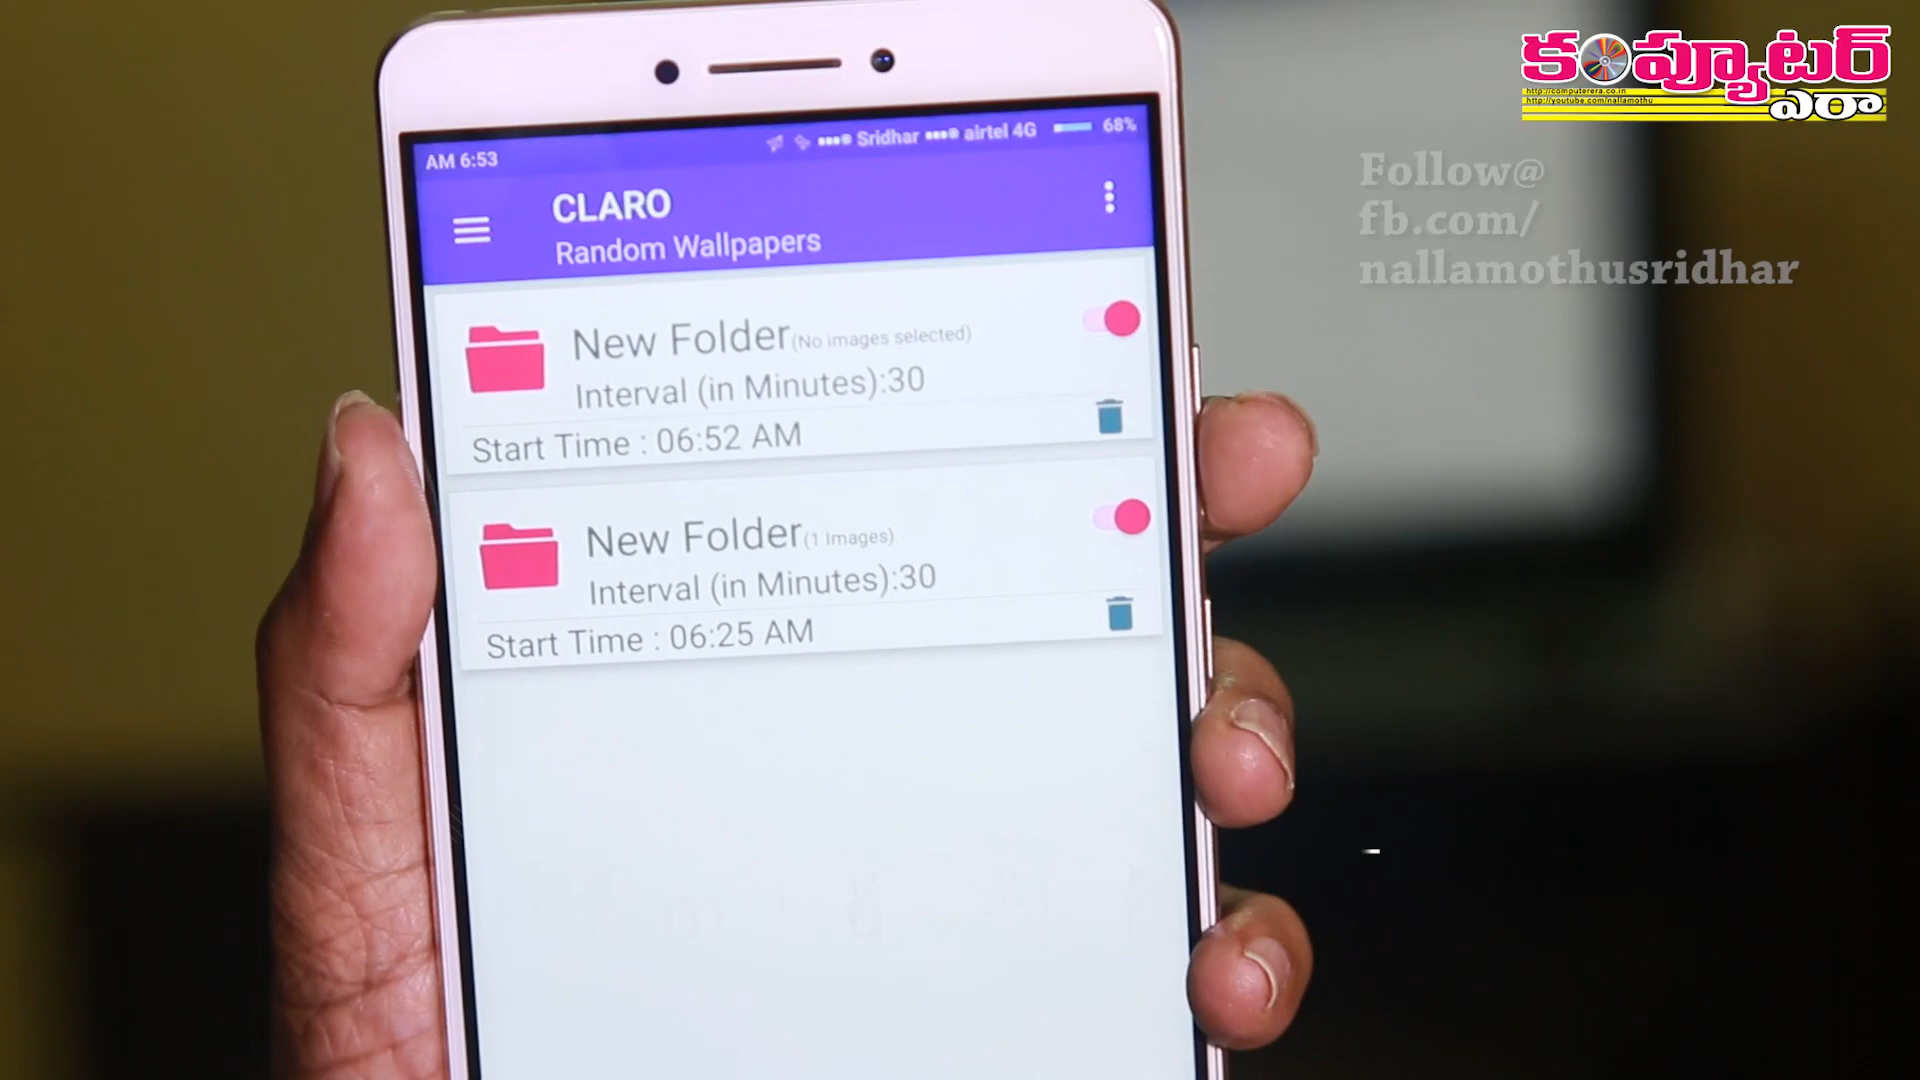 కంప్యూటర్
ఎరా
http://computerera.co.in
http://youtube.com/nallamothu
Follow@
fb.com/
nallamothusridhar
AM 6:53
Sridhar
airtel 4G
68%
CLARO
Random Wallpapers
New Folder(No images selected)
Interval (in Minutes):30
Start Time : 06:52 AM
New Folder(1 Images)
Interval (in Minutes):30
Start Time : 06:25 AM